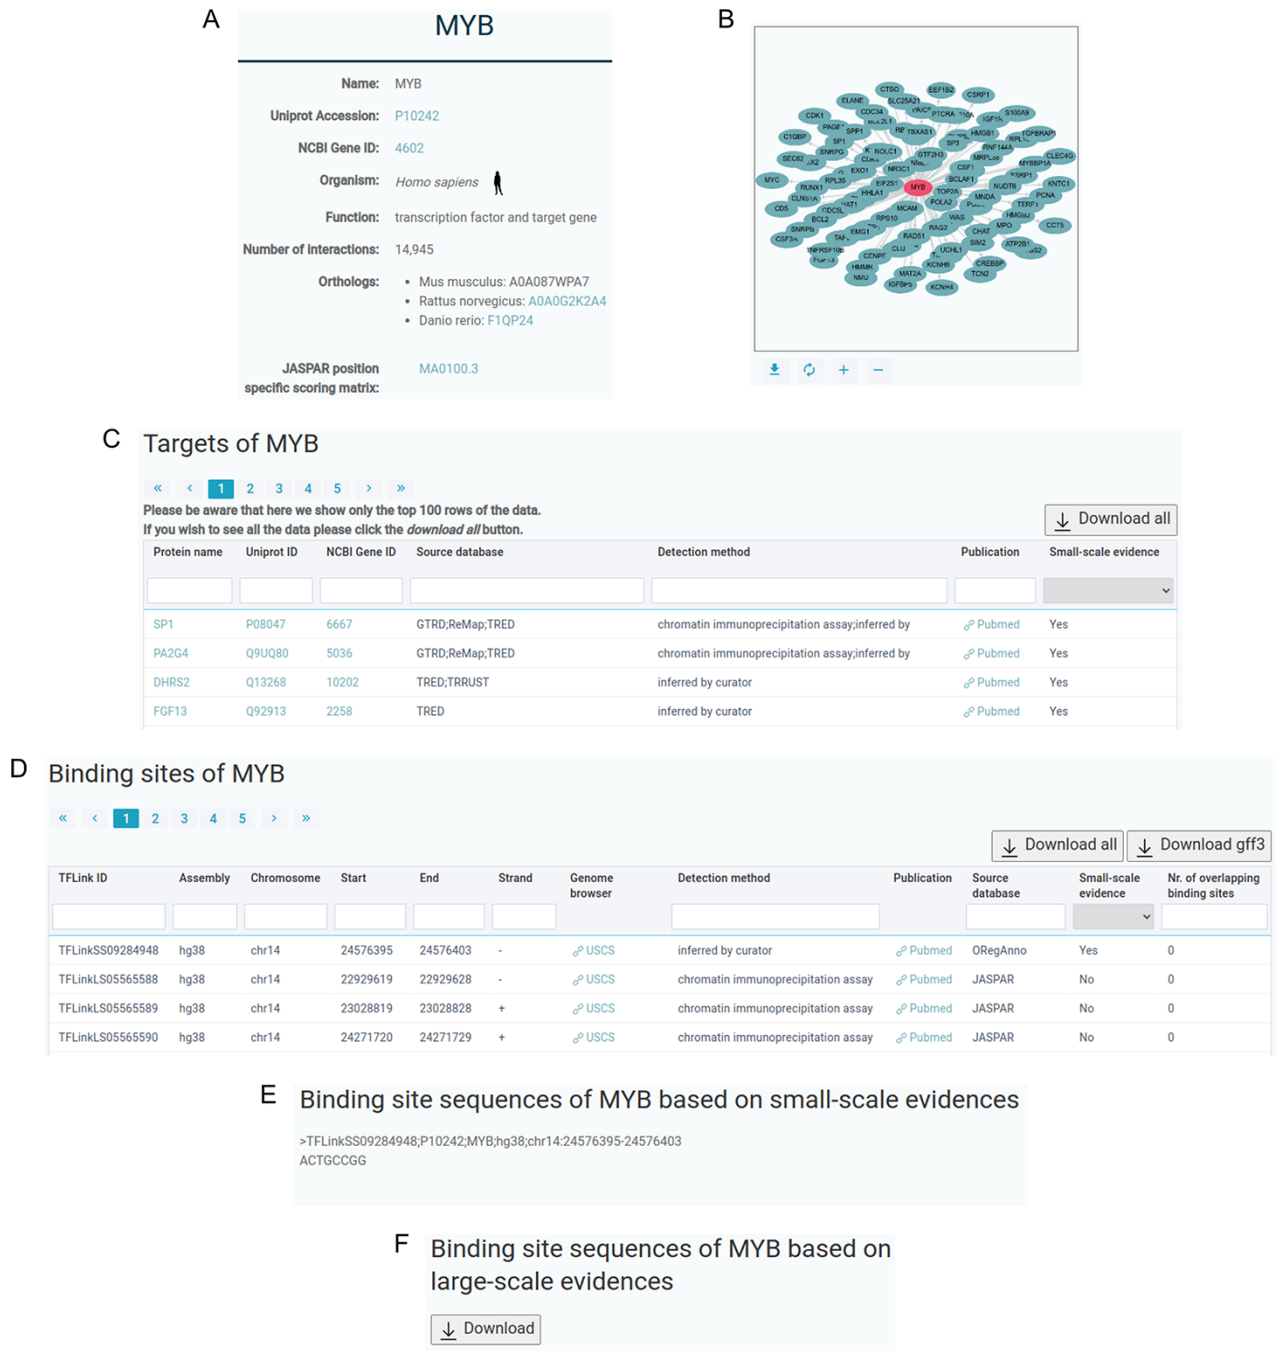 A
MYB
Name: MYB
Uniprot Accession: P10242
NCBI Gene ID: 4602
Organism: Homo sapiens
Function: transcription factor and target gene
Number of interactions: 14,945
Orthologs: • Mus musculus: A0A087WPA7
• Rattus norvegicus: A0A0G2K2A4
• Danio rerio: F1QP24
JASPAR position specific scoring matrix: MA0100.3
B
CTSO EEF1B2 CSRP1
ELANE SLC25A21
CDK1 CDC34 PTCRA IGF1R S100A9
SPP1 TBXAS1 HMGB1 TGFBRAP1
C1QBP SP1 SP3 RNF144A
SEC62 SNRPG NOLC1 GTF2H3 MRPL38 MYBBP1A CLEC4G
EXO1 NR3C1 CSF1 SSRP1
MYC RUNX1 RPL35 EIF2S1 MYB BCLAF1 NUDT6 KNTC1
CLNS1A HHLA1 TOP2A MNDA PCNA
CD5 CDC5L MCAM POLA2 TERF1
BCL2 RPS10 WAS MPO HMGB2
SNRPB EMG1 RAG2 CHAT CCT5
CSF3R RAD51 SIM2 ATP2B1
TNFRSF10B CLU UCHL1
FGF13 CENPF KCNH8 CREBBP
HMMR MAT2A TCN2
NMU IGFBP5 KCNH4
C
Targets of MYB
« ‹ 1 2 3 4 5 › »
Please be aware that here we show only the top 100 rows of the data.
If you wish to see all the data please click the download all button.
Download all
Protein name Uniprot ID NCBI Gene ID Source database Detection method Publication Small-scale evidence
SP1 P08047 6667 GTRD;ReMap;TRED chromatin immunoprecipitation assay;inferred by Pubmed Yes
PA2G4 Q9UQ80 5036 GTRD;ReMap;TRED chromatin immunoprecipitation assay;inferred by Pubmed Yes
DHRS2 Q13268 10202 TRED;TRRUST inferred by curator Pubmed Yes
FGF13 Q92913 2258 TRED inferred by curator Pubmed Yes
D
Binding sites of MYB
« ‹ 1 2 3 4 5 › »
Download all Download gff3
TFLink ID Assembly Chromosome Start End Strand Genome browser Detection method Publication Source database Small-scale evidence Nr. of overlapping binding sites
TFLinkSS09284948 hg38 chr14 24576395 24576403 - USCS inferred by curator Pubmed ORegAnno Yes 0
TFLinkLS05565588 hg38 chr14 22929619 22929628 - USCS chromatin immunoprecipitation assay Pubmed JASPAR No 0
TFLinkLS05565589 hg38 chr14 23028819 23028828 + USCS chromatin immunoprecipitation assay Pubmed JASPAR No 0
TFLinkLS05565590 hg38 chr14 24271720 24271729 + USCS chromatin immunoprecipitation assay Pubmed JASPAR No 0
E
Binding site sequences of MYB based on small-scale evidences
>TFLinkSS09284948;P10242;MYB;hg38;chr14:24576395-24576403
ACTGCCGG
F
Binding site sequences of MYB based on
large-scale evidences
Download